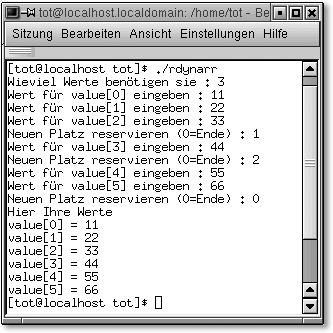 tot@localhost.localdomain: /home/tot - Be
Sitzung Bearbeiten Ansicht Einstellungen Hilfe
[tot@localhost tot]$ ./rdynarr
Wieviel Werte benötigen sie : 3
Wert für value[0] eingeben : 11
Wert für value[1] eingeben : 22
Wert für value[2] eingeben : 33
Neuen Platz reservieren (0=Ende) : 1
Wert für value[3] eingeben : 44
Neuen Platz reservieren (0=Ende) : 2
Wert für value[4] eingeben : 55
Wert für value[5] eingeben : 66
Neuen Platz reservieren (0=Ende) : 0
Hier Ihre Werte
value[0] = 11
value[1] = 22
value[2] = 33
value[3] = 44
value[4] = 55
value[5] = 66
[tot@localhost tot]$